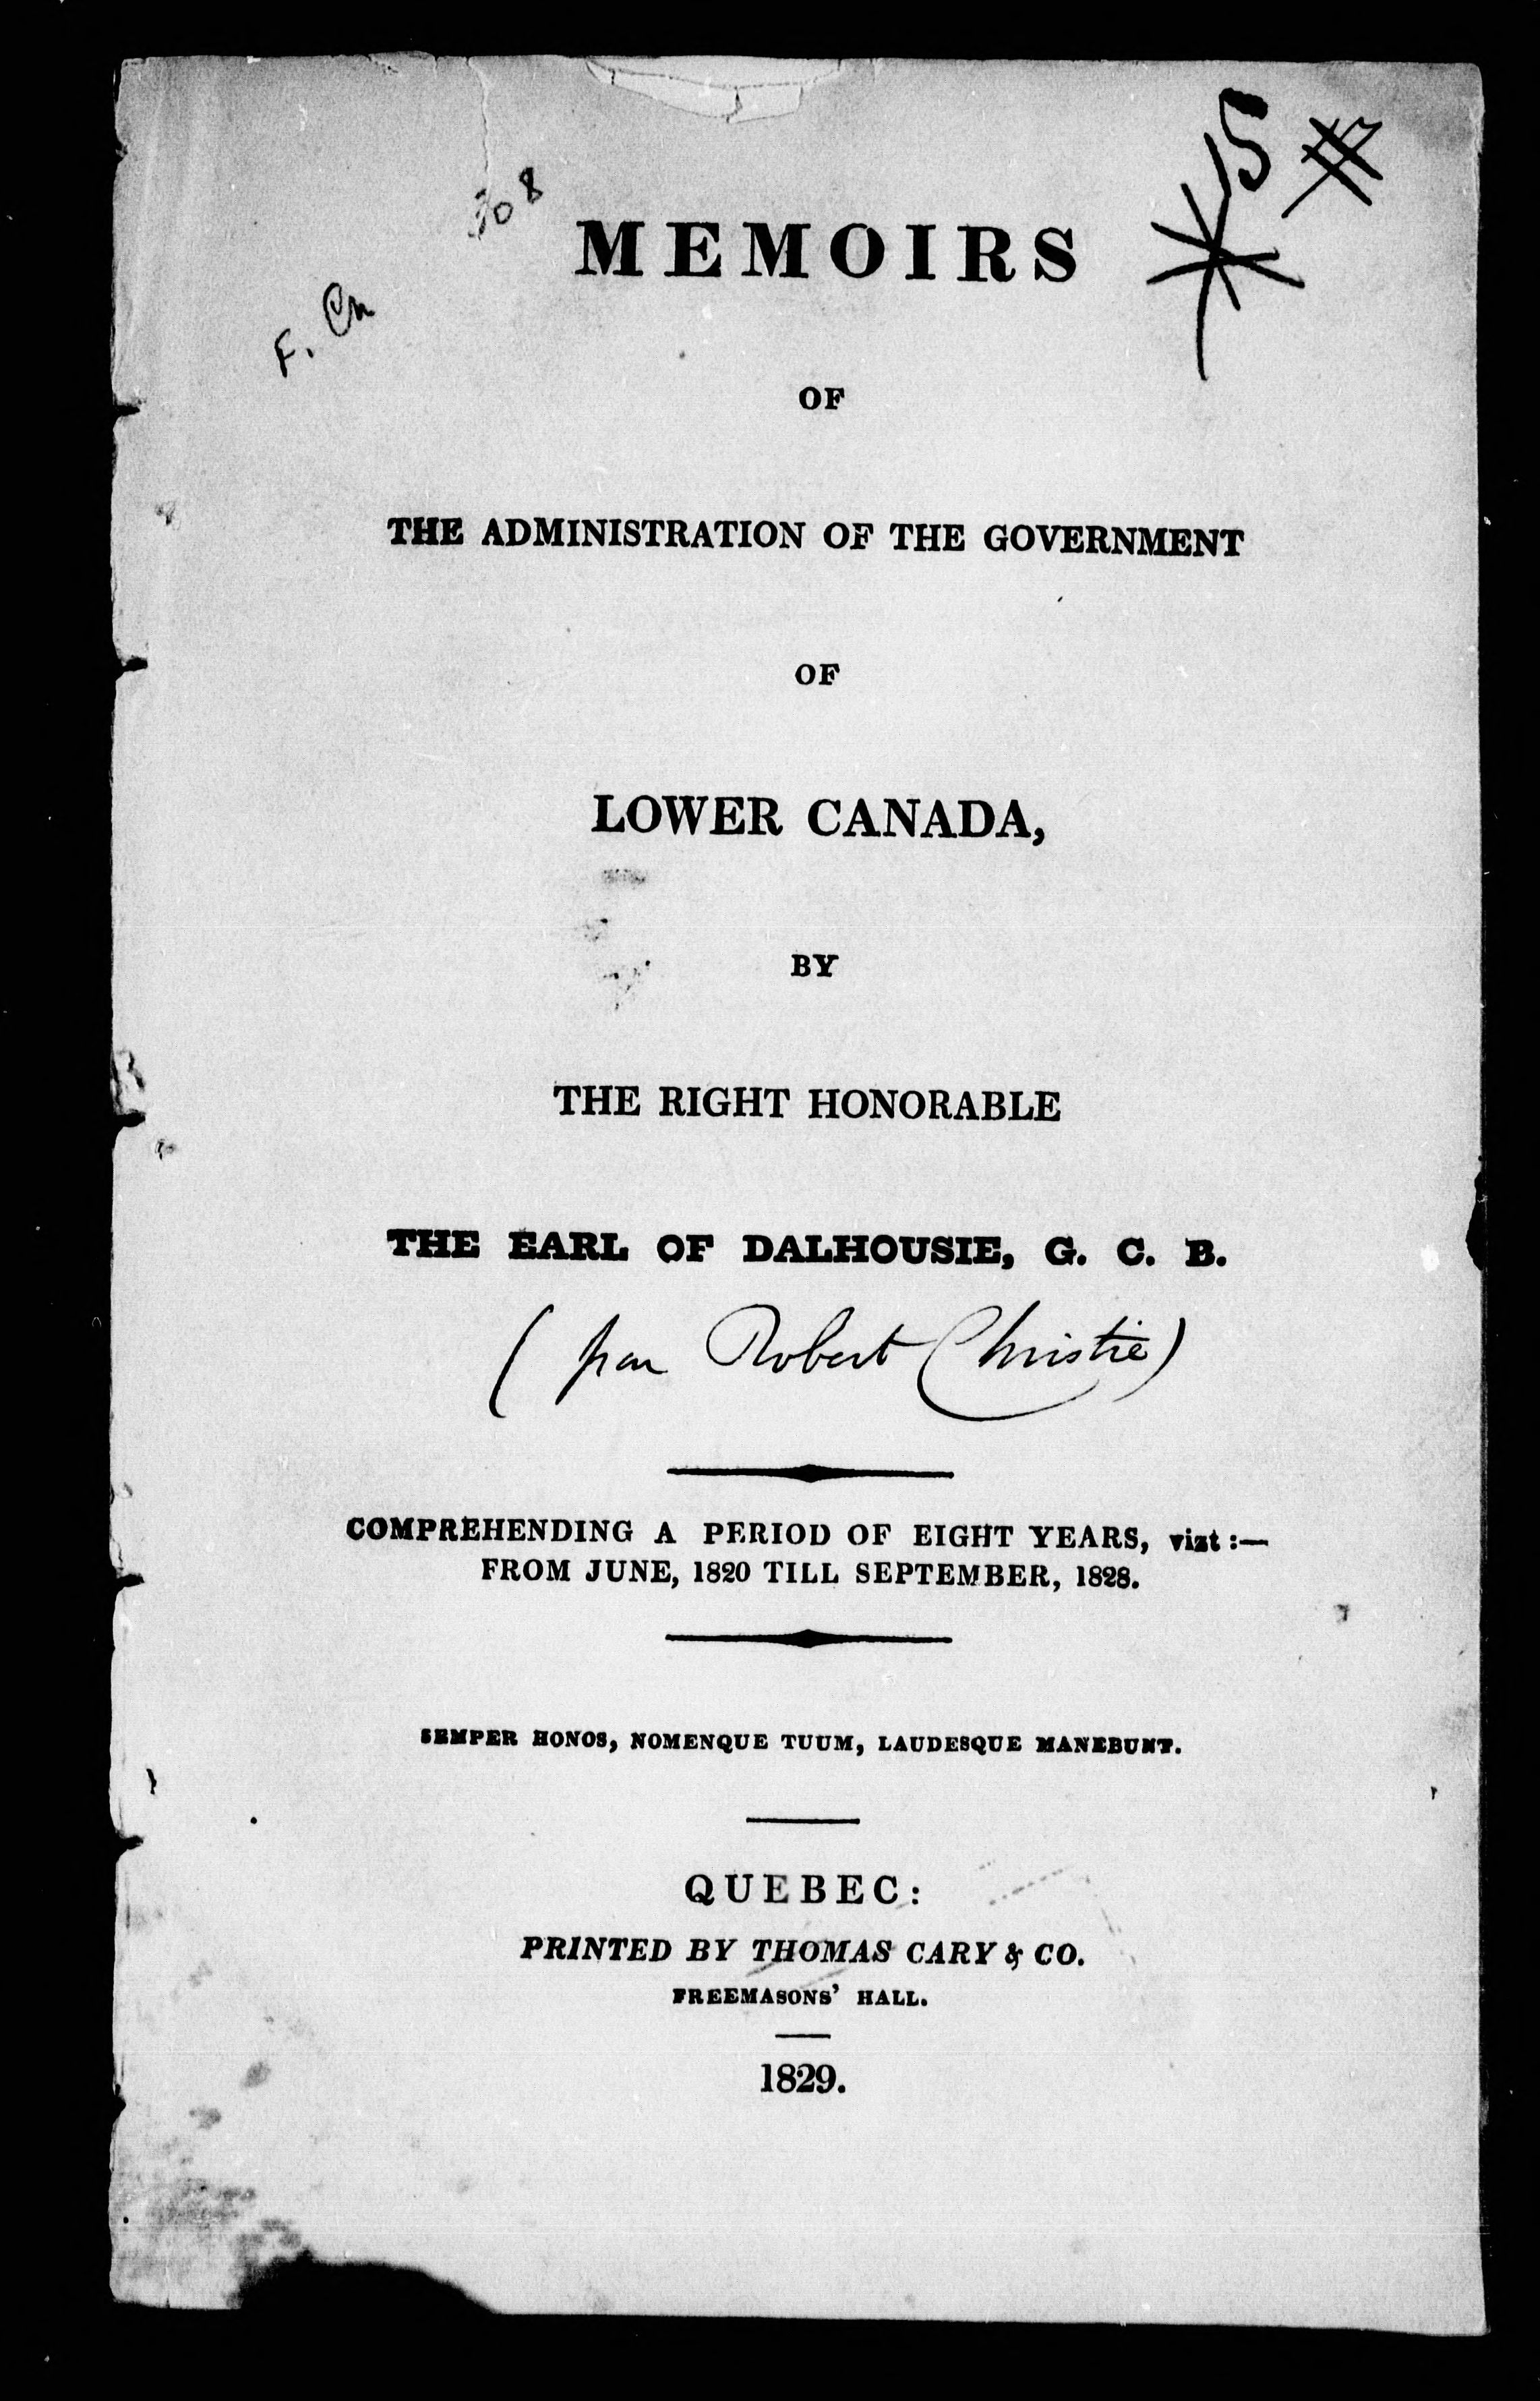 5
308
MEMOIRS
F. Ch
OF
THE ADMINISTRATION OF THE GOVERNMENT
OF
LOWER CANADA,
BY
THE RIGHT HONORABLE
THE EARL OF DALHOUSIE, G. C. B.
( par Robert Christie)
COMPREHENDING A PERIOD OF EIGHT YEARS, vizt :—
FROM JUNE, 1820 TILL SEPTEMBER, 1828.
SEMPER HONOS, NOMENQUE TUUM, LAUDESQUE MANEBUNT.
QUEBEC:
PRINTED BY THOMAS CARY & CO.
FREEMASONS' HALL.
1829.